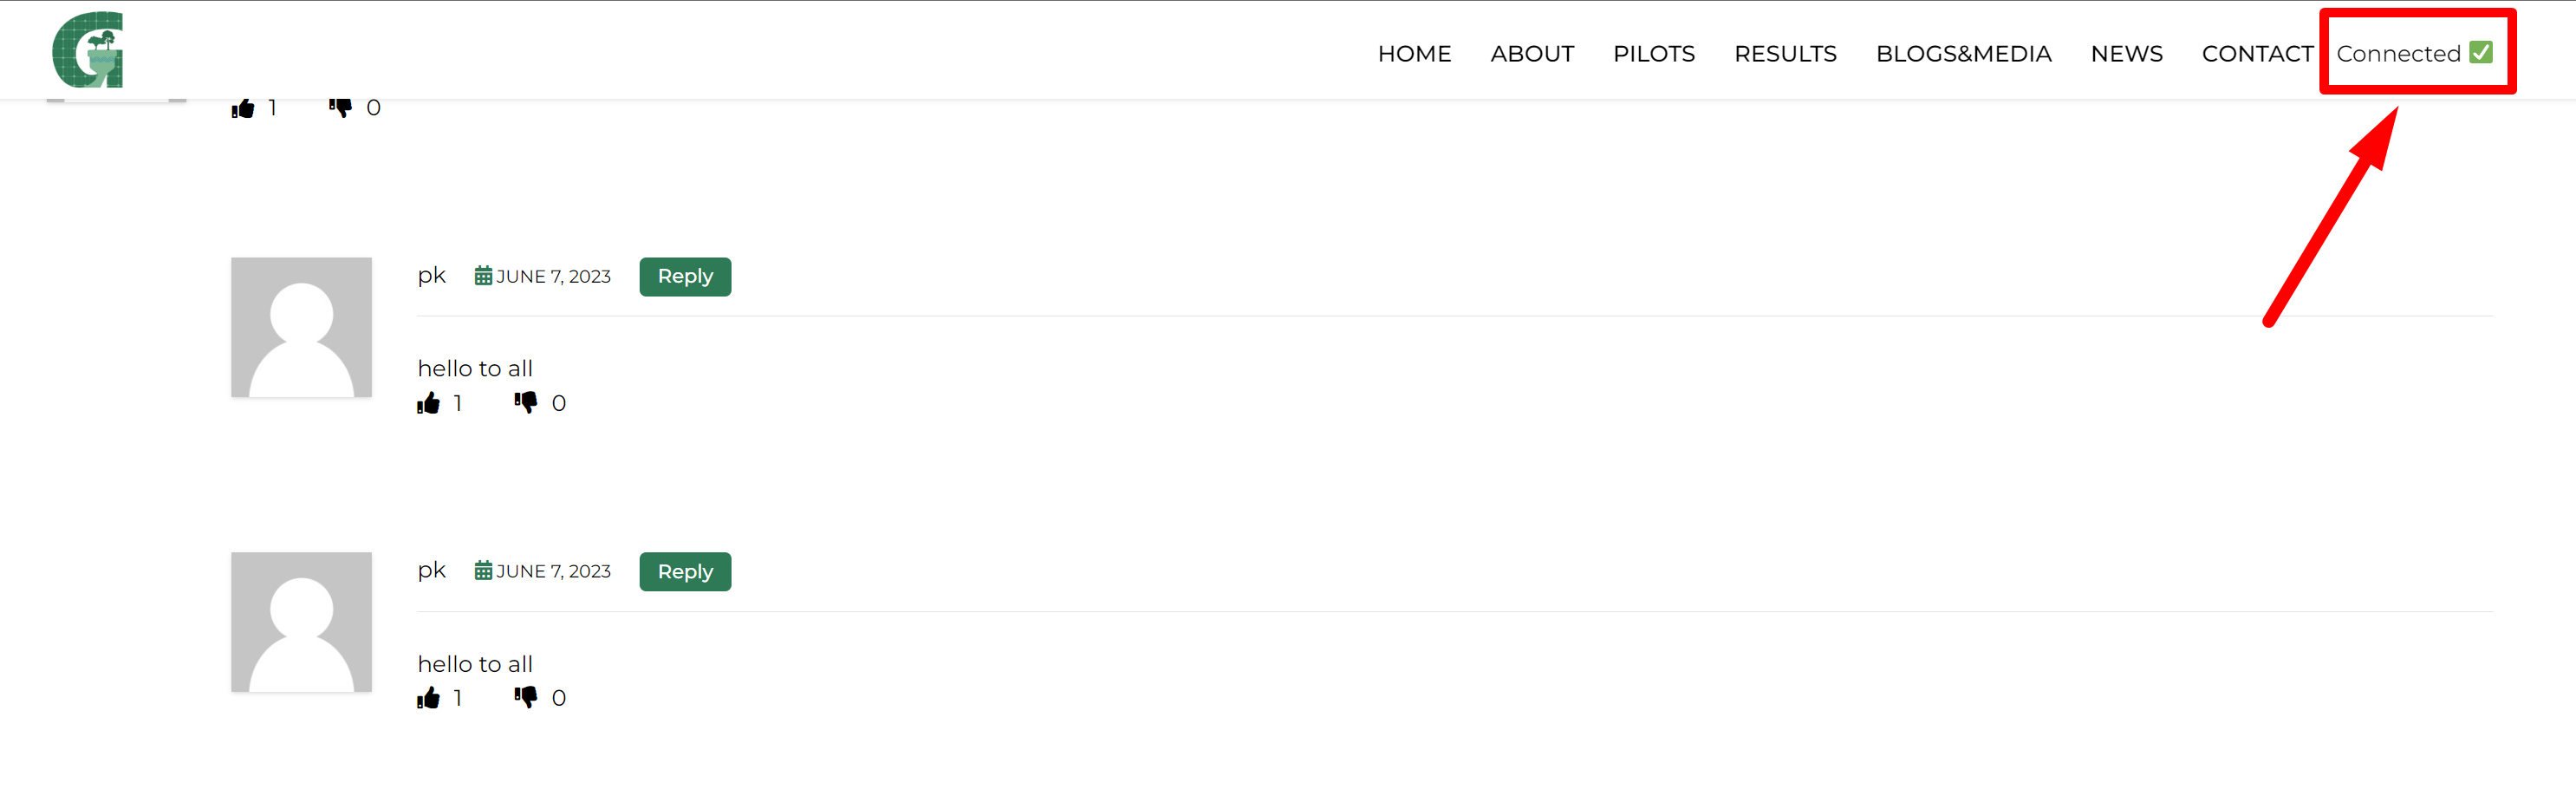 G
HOME ABOUT PILOTS RESULTS BLOGS&MEDIA NEWS CONTACT Connected ✅
1 0
pk JUNE 7, 2023 Reply
hello to all
1 0
pk JUNE 7, 2023 Reply
hello to all
1 0